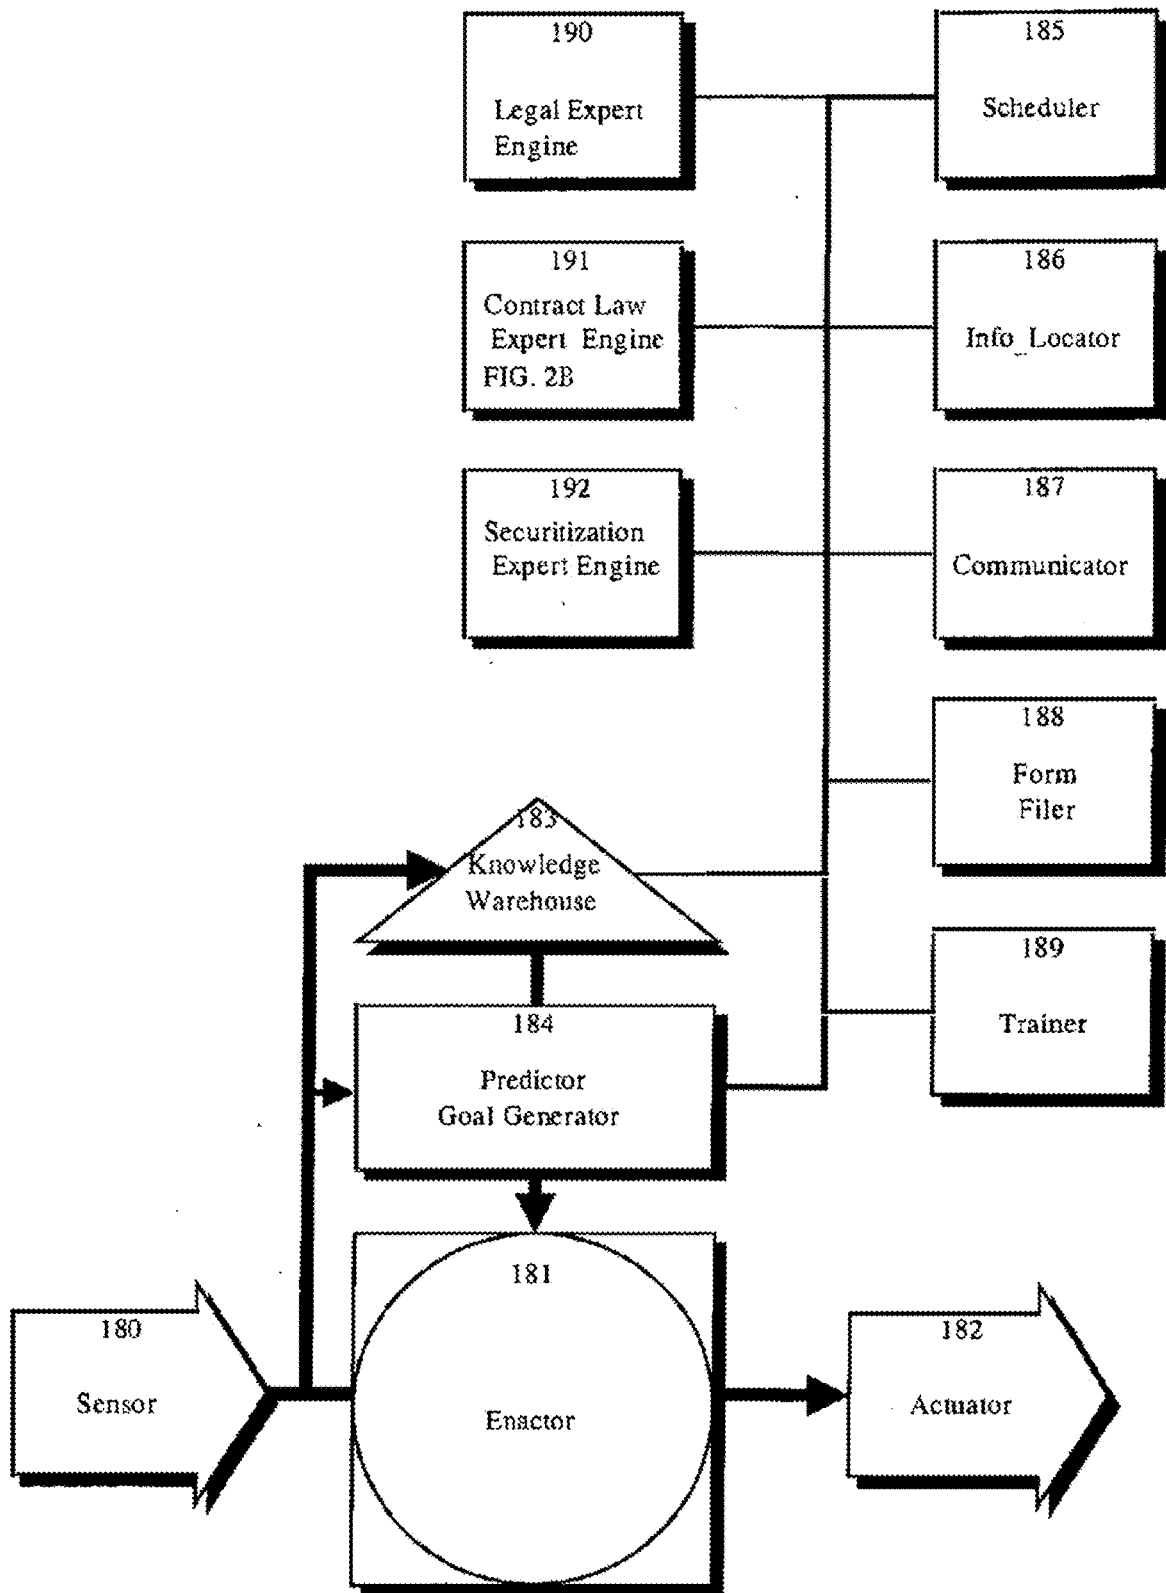 190
Legal Expert
Engine
185
Scheduler
191
Contract Law
Expert Engine
FIG. 2B
186
Info_Locator
192
Securitization
Expert Engine
187
Communicator
188
Form
Filer
183
Knowledge
Warehouse
189
Trainer
184
Predictor
Goal Generator
181
Enactor
180
Sensor
182
Actuator